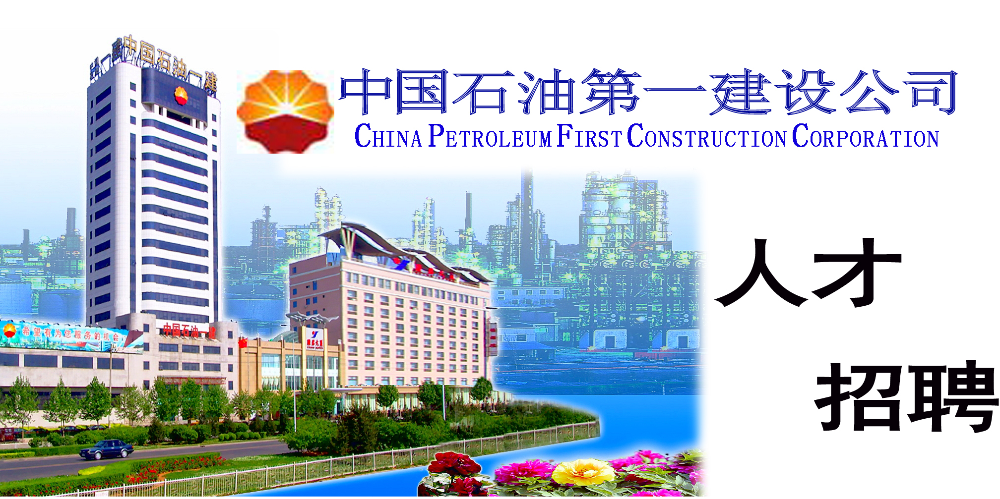 中国石油一建
中国石油第一建设公司
CHINA PETROLEUM FIRST CONSTRUCTION CORPORATION
人才
招聘
希望有为您服务的机会
中国石油一建